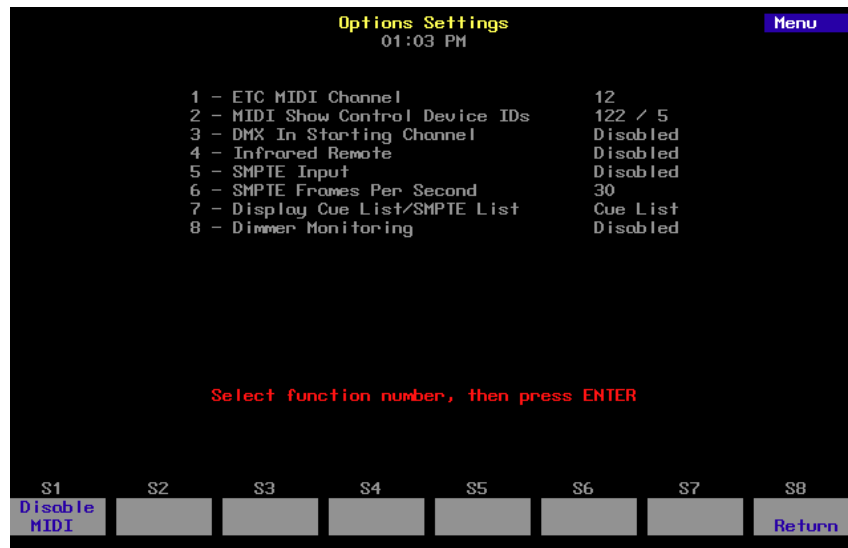 Options Settings
Menu
01:03 PM
1 - ETC MIDI Channel 12
2 - MIDI Show Control Device IDs 122 / 5
3 - DMX In Starting Channel Disabled
4 - Infrared Remote Disabled
5 - SMPTE Input Disabled
6 - SMPTE Frames Per Second 30
7 - Display Cue List/SMPTE List Cue List
8 - Dimmer Monitoring Disabled
Select function number, then press ENTER
S1 S2 S3 S4 S5 S6 S7 S8
Disable
MIDI Return